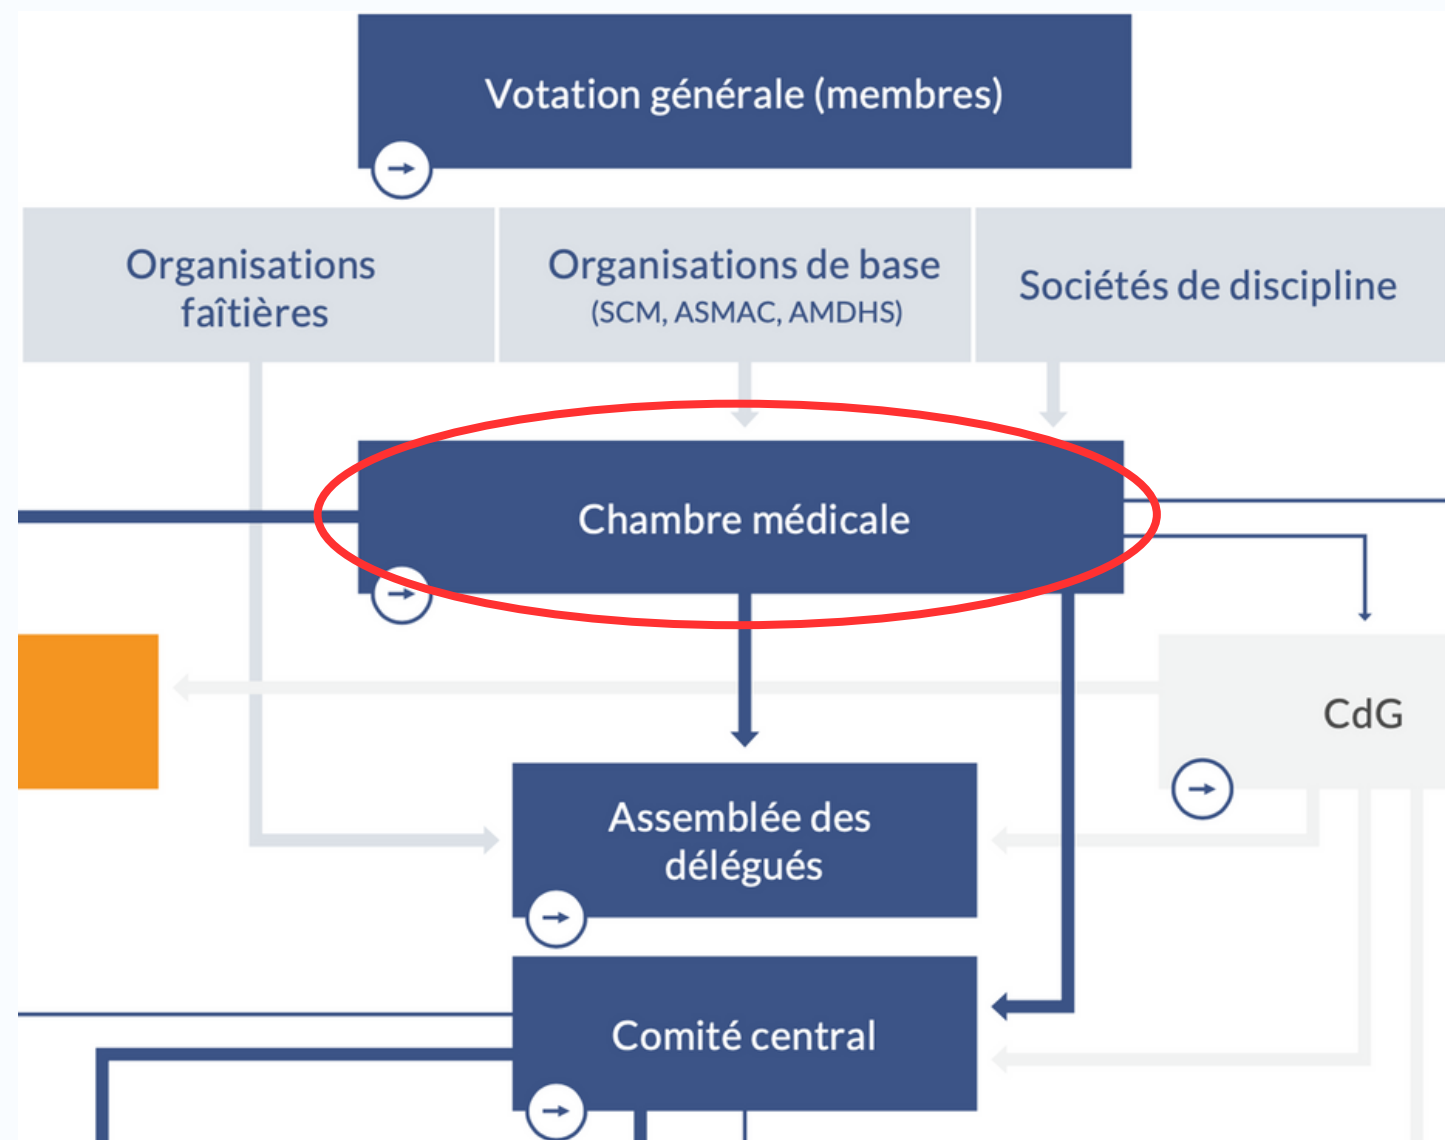 Votation générale (membres)
Organisations
faîtières
Organisations de base
(SCM, ASMAC, AMDHS)
Sociétés de discipline
Chambre médicale
CdG
Assemblée des
délégués
Comité central